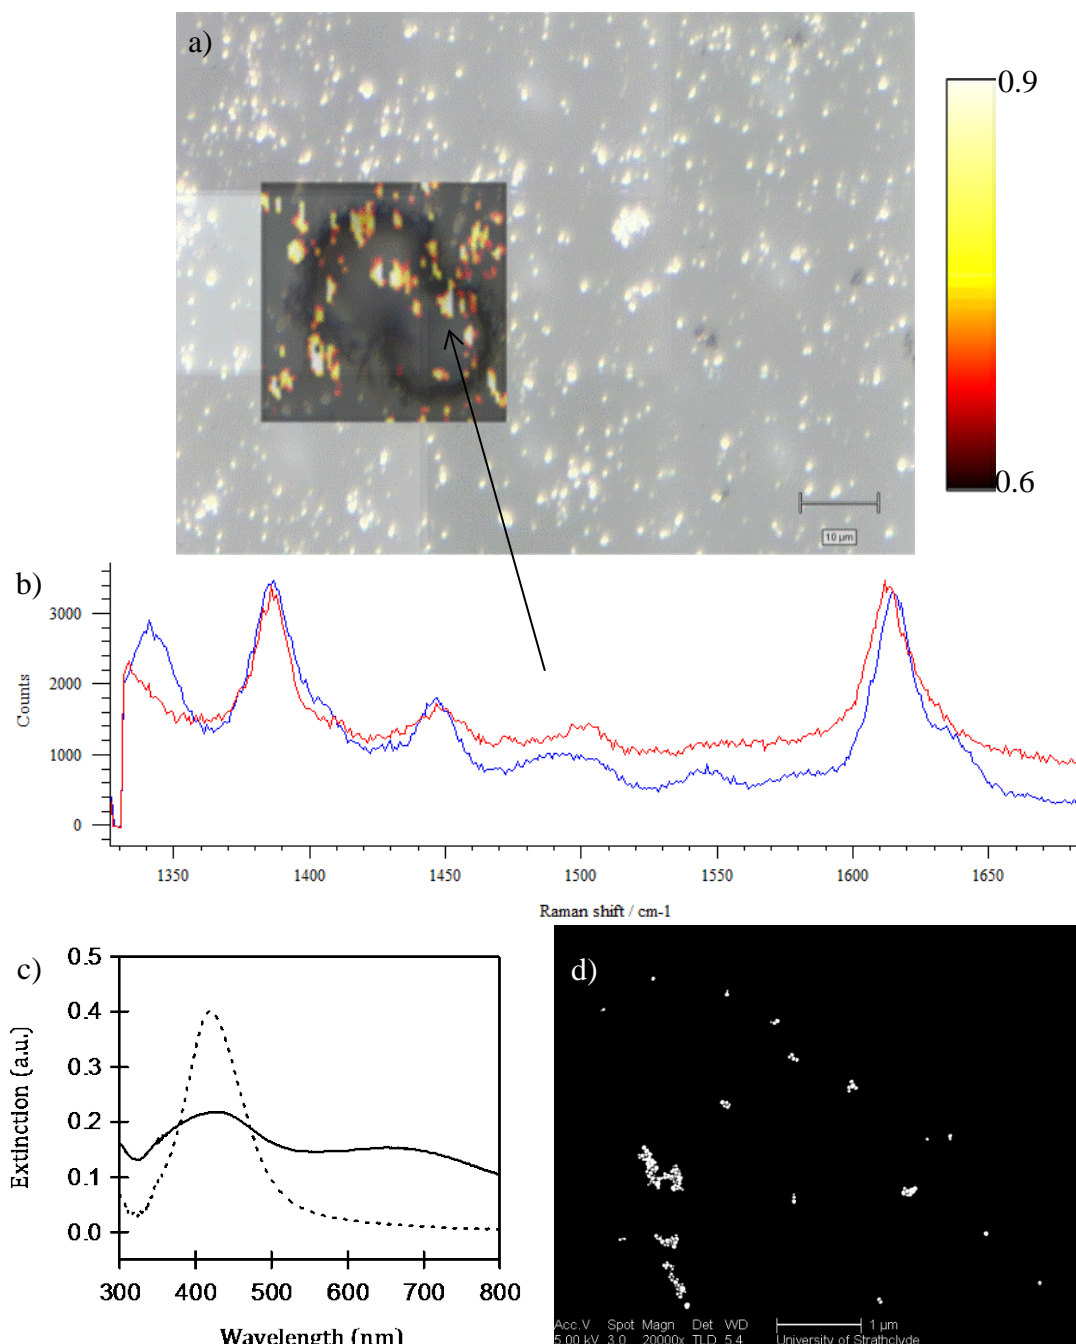 a)
0.9
0.6
10 µm
b)
3000
2000
1000
0
Counts
1350 1400 1450 1500 1550 1600 1650
Raman shift / cm-1
c)
0.5
0.4
0.3
0.2
0.1
0.0
Extinction (a.u.)
300 400 500 600 700 800
Wavelength (nm)
d)
Acc.V Spot Magn Det WD 1 µm
5.00 kV 3.0 20000x TLD 5.4 University of Strathclyde